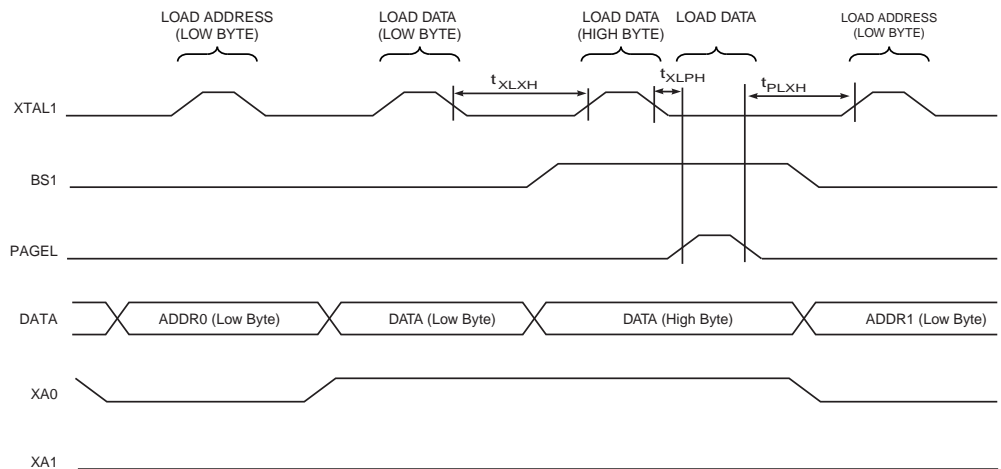 LOAD ADDRESS
(LOW BYTE)
LOAD DATA
(LOW BYTE)
LOAD DATA
(HIGH BYTE)
LOAD DATA
LOAD ADDRESS
(LOW BYTE)
tXLXH
tXLPH
tPLXH
XTAL1
BS1
PAGEL
DATA
ADDR0 (Low Byte)
DATA (Low Byte)
DATA (High Byte)
ADDR1 (Low Byte)
XA0
XA1